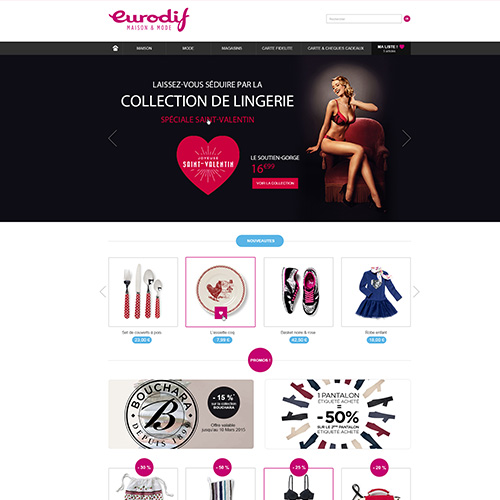 eurodif
MAISON & MODE
Rechercher
MAISON
MODE
MAGASINS
CARTE FIDELITE
CARTE & CHEQUES CADEAUX
MA LISTE !
LAISSEZ-VOUS SÉDUIRE PAR LA
COLLECTION DE LINGERIE
SPÉCIALE SAINT-VALENTIN
JOYEUSE
SAINT-VALENTIN
LE SOUTIEN-GORGE
16€99
VOIR LA COLLECTION
NOUVEAUTES
Set de couverts à pois
23,00 €
L'assiette coq
7,99 €
Basket noire & rose
42,90 €
Robe enfant
19,00 €
PROMOS !
BOUCHARA
B
DEPUIS 1899
-15%*
sur la collection
BOUCHARA
Offre valable
jusqu'au 10 Mars 2015
1 PANTALON
ÉTIQUETÉ ACHETÉ
=
-50%
SUR LE 2ÈME PANTALON
ÉTIQUETÉ ACHETÉ
-50 %
-50 %
-25 %
-20 %